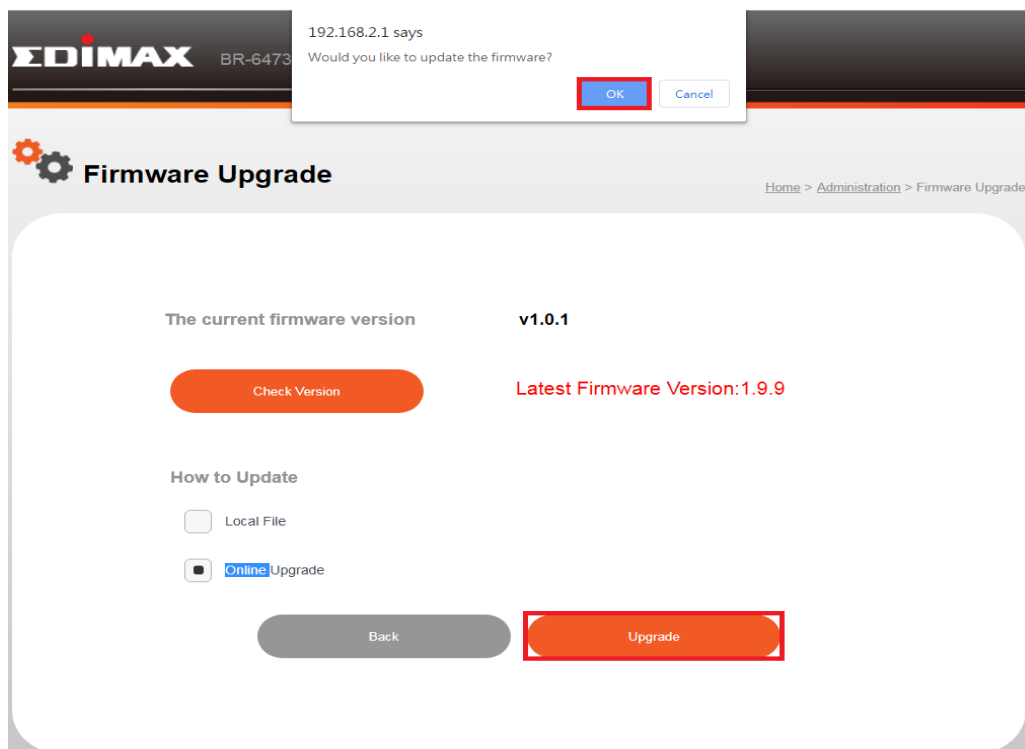 192.168.2.1 says
Would you like to update the firmware?
OK Cancel
EDIMAX BR-6473
Firmware Upgrade
Home > Administration > Firmware Upgrade
The current firmware version v1.0.1
Check Version Latest Firmware Version:1.9.9
How to Update
Local File
Online Upgrade
Back Upgrade